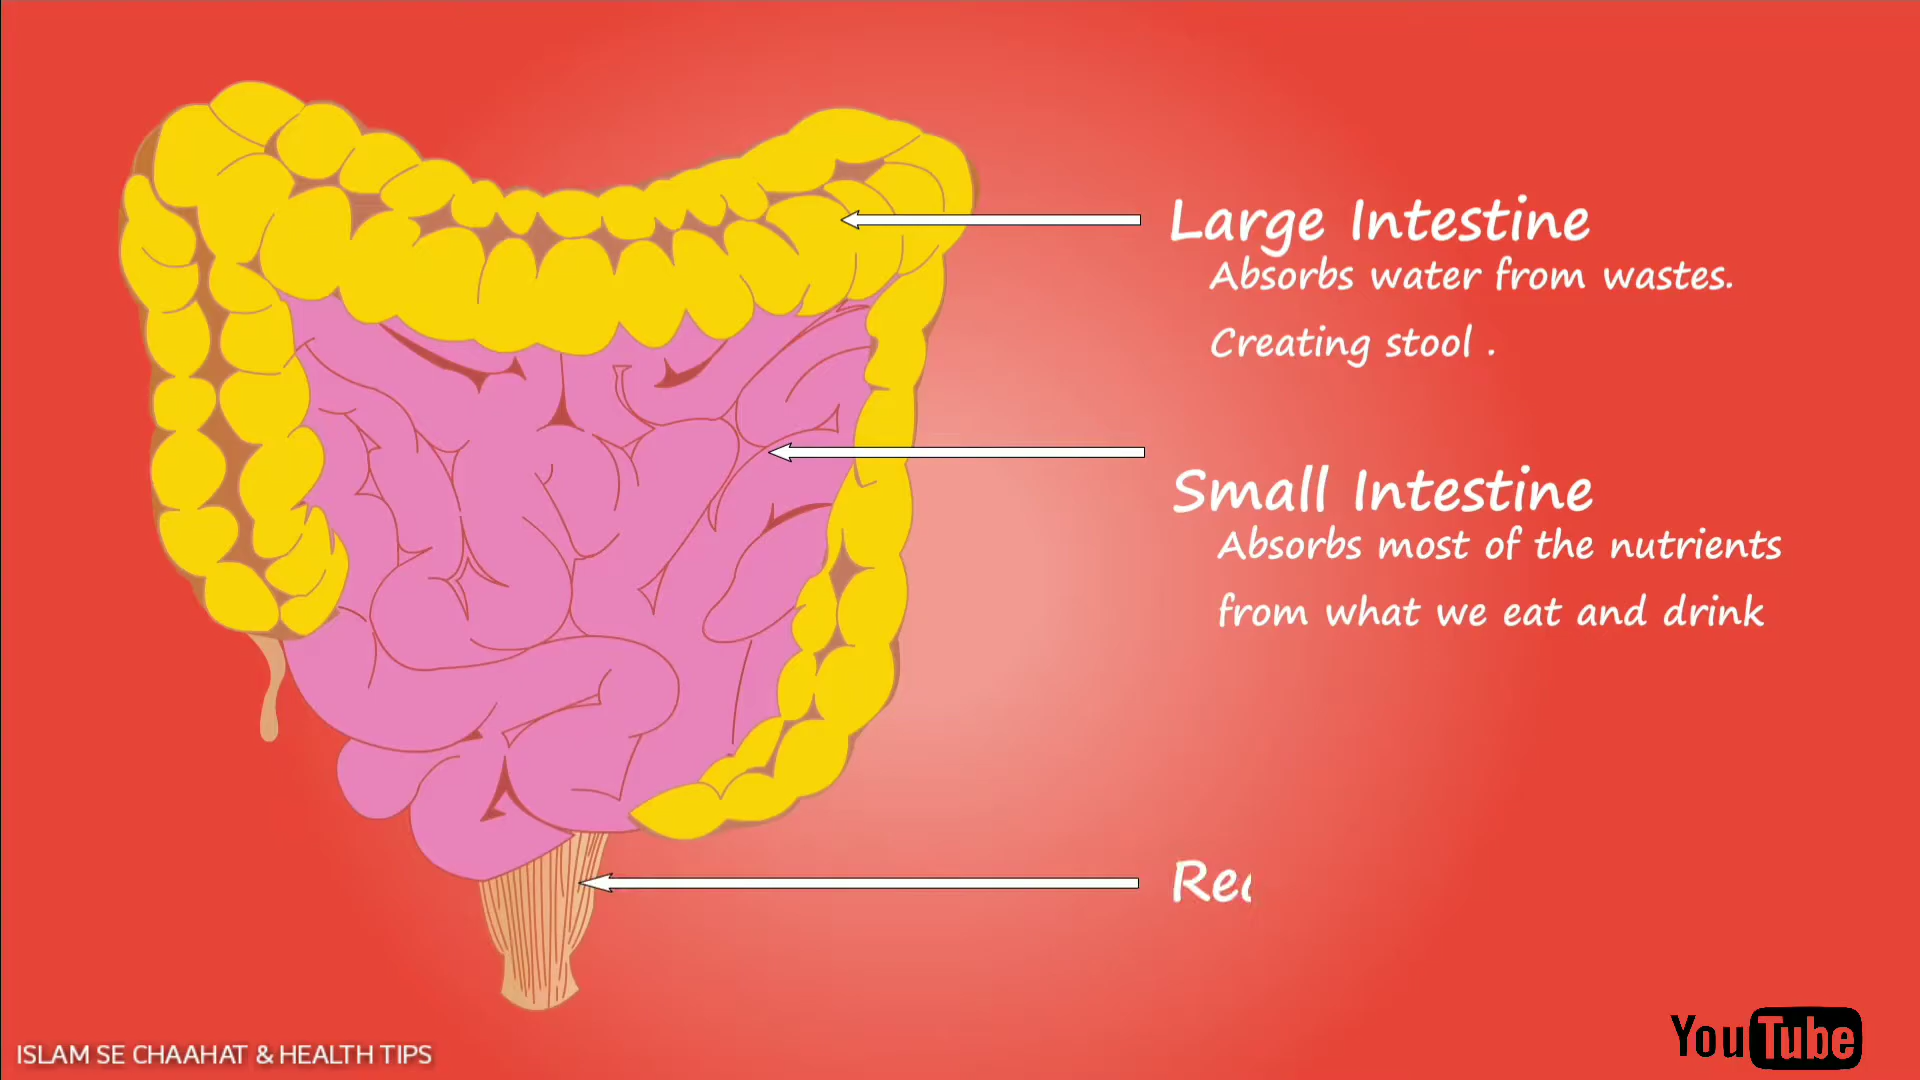 Large Intestine
Absorbs water from wastes.
Creating stool .
Small Intestine
Absorbs most of the nutrients
from what we eat and drink
ISLAM SE CHAAHAT & HEALTH TIPS
YouTube